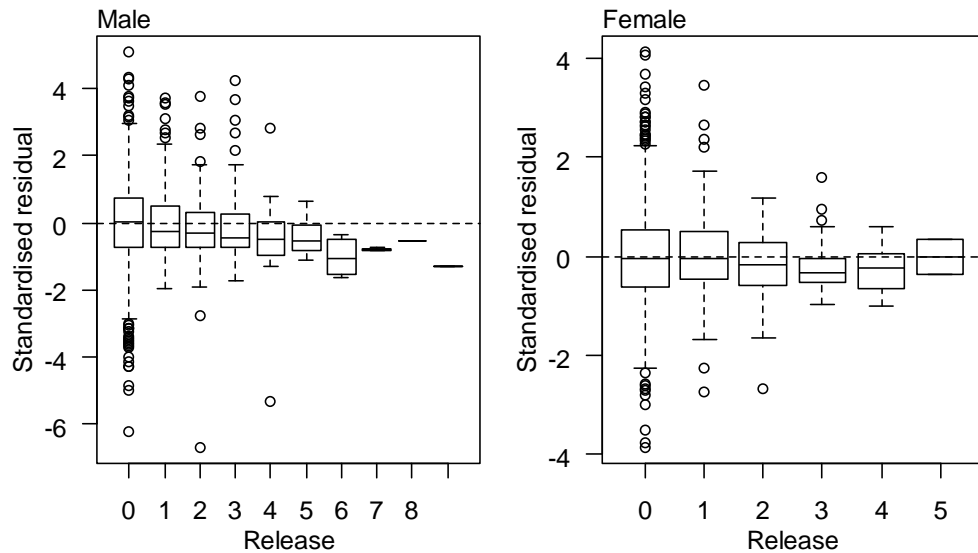 Male
Female
Standardised residual
4
2
0
-2
-4
-6
0 1 2 3 4 5 6 7 8
Release
Standardised residual
4
2
0
-2
-4
0 1 2 3 4 5
Release